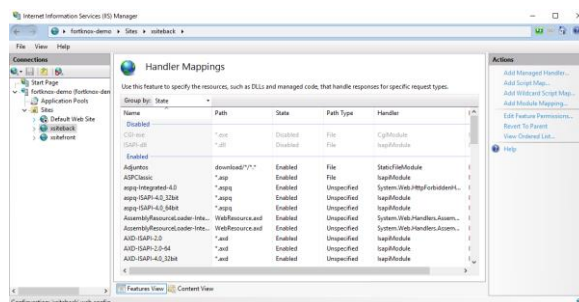 Internet Information Services (IIS) Manager
fortknox-demo ▸ Sites ▸ xsiteback ▸
File View Help
Connections
Start Page
fortknox-demo (fortknox-den
Application Pools
Sites
Default Web Site
xsiteback
xsitefront
Handler Mappings
Use this feature to specify the resources, such as DLLs and managed code, that handle responses for specific request types.
Group by: State
Name Path State Path Type Handler
Disabled
CGI-exe *.exe Disabled File CgiModule
ISAPI-dll *.dll Disabled File IsapiModule
Enabled
Adjuntos download/*/*.* Enabled File StaticFileModule
ASPClassic *.asp Enabled File IsapiModule
aspq-Integrated-4.0 *.aspq Enabled Unspecified System.Web.HttpForbiddenH...
aspq-ISAPI-4.0_32bit *.aspq Enabled Unspecified IsapiModule
aspq-ISAPI-4.0_64bit *.aspq Enabled Unspecified IsapiModule
AssemblyResourceLoader-Inte... WebResource.axd Enabled Unspecified System.Web.Handlers.Assem...
AssemblyResourceLoader-Inte... WebResource.axd Enabled Unspecified System.Web.Handlers.Assem...
AXD-ISAPI-2.0 *.axd Enabled Unspecified IsapiModule
AXD-ISAPI-2.0-64 *.axd Enabled Unspecified IsapiModule
AXD-ISAPI-4.0_32bit *.axd Enabled Unspecified IsapiModule
Features View Content View
Actions
Add Managed Handler...
Add Script Map...
Add Wildcard Script Map...
Add Module Mapping...
Edit Feature Permissions...
Revert To Parent
View Ordered List...
Help